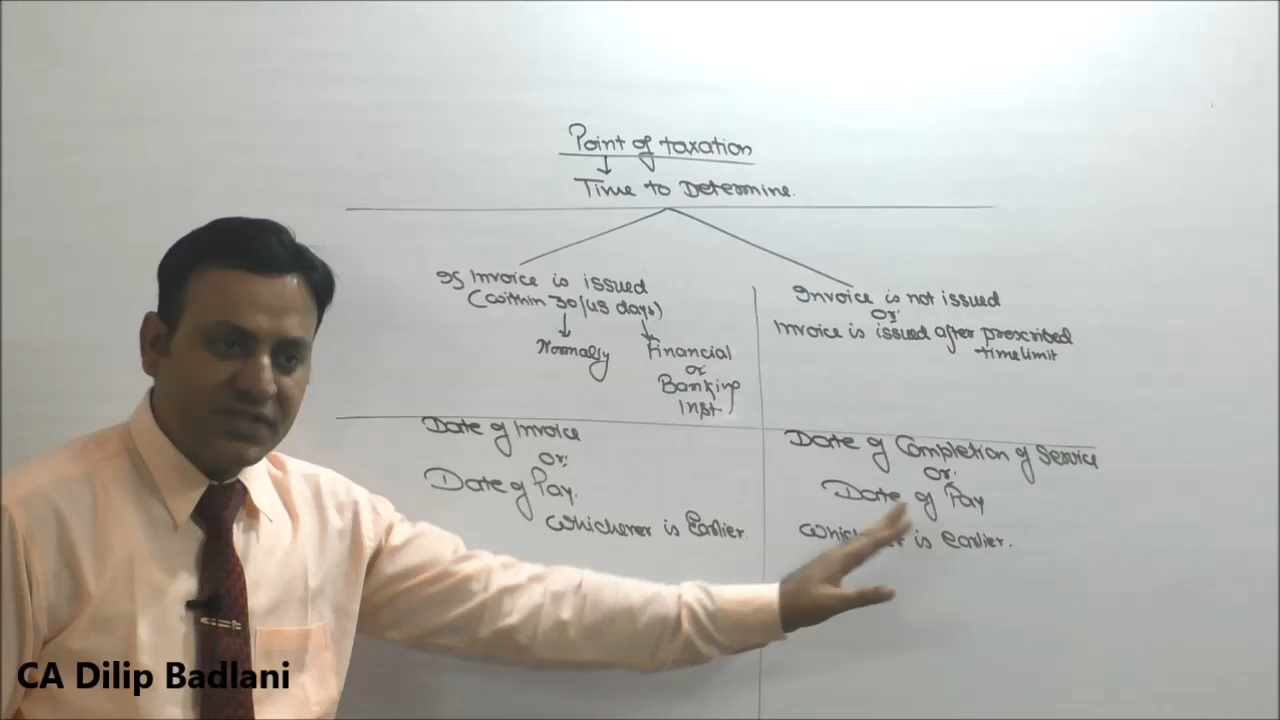 Point of taxation
↓
Time to Determine.
If Invoice is issued
(within 30/45 days)
Normally
Financial
or
Banking
Inst.
Invoice is not issued
Or
Invoice is issued after prescribed
timelimit
Date of Invoice
Or
Date of Pay.
Whichever is Earlier.
Date of Completion of Service
Or
Date of Pay
is earlier.
CA Dilip Badlani